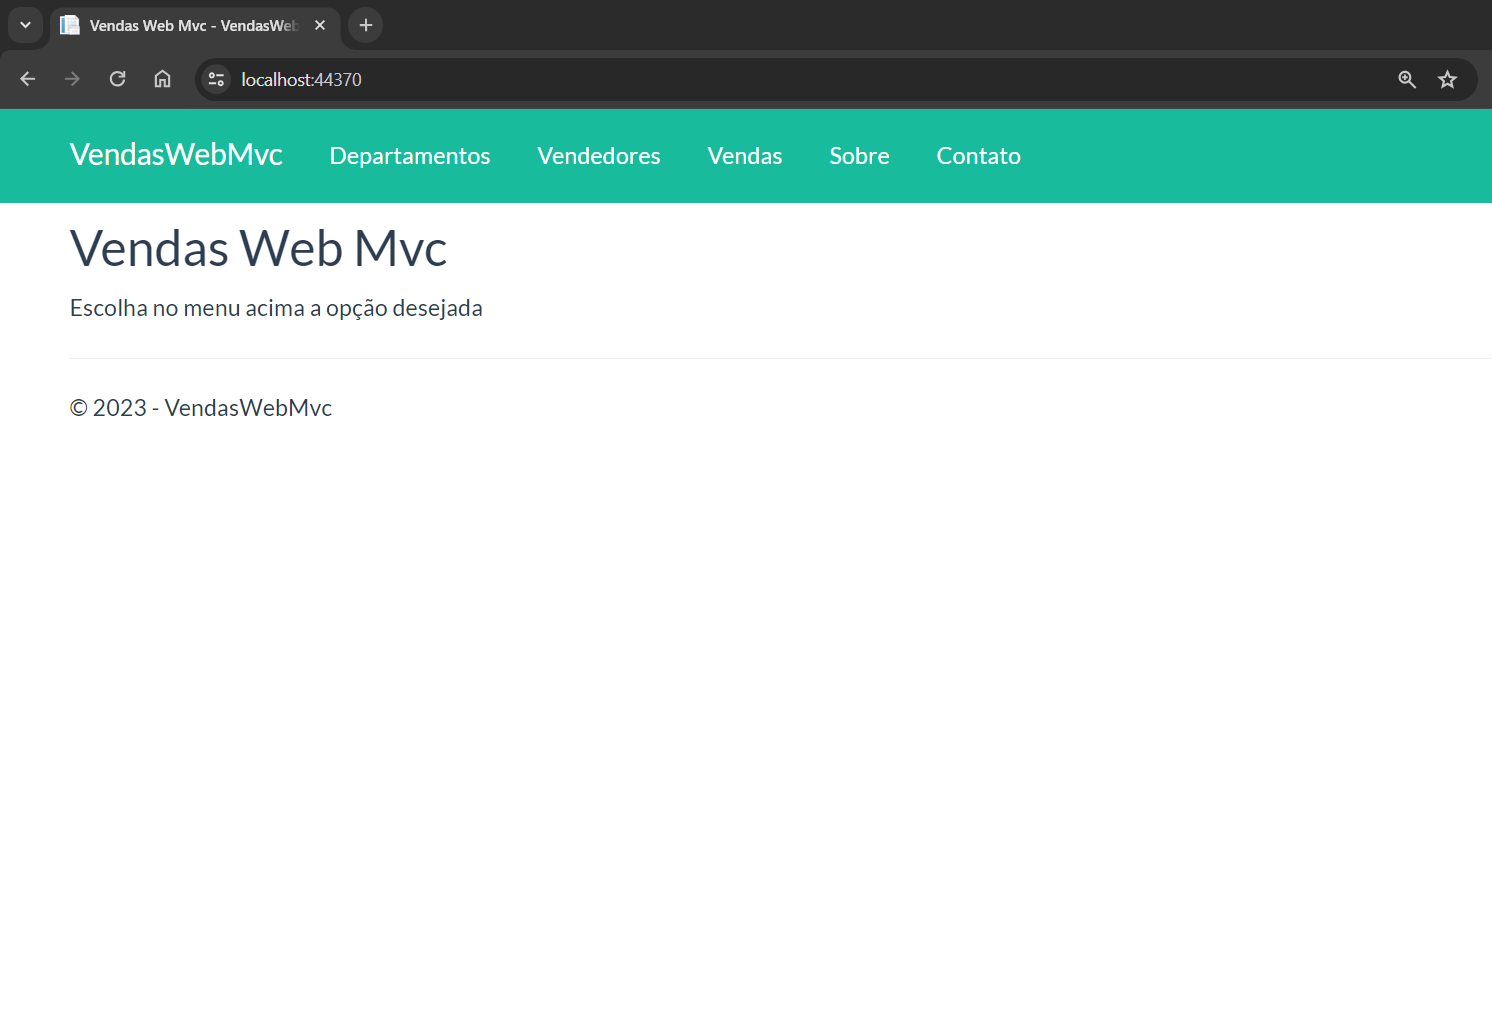 Vendas Web Mvc - VendasWeb
localhost:44370
VendasWebMvc Departamentos Vendedores Vendas Sobre Contato
Vendas Web Mvc
Escolha no menu acima a opção desejada
© 2023 - VendasWebMvc